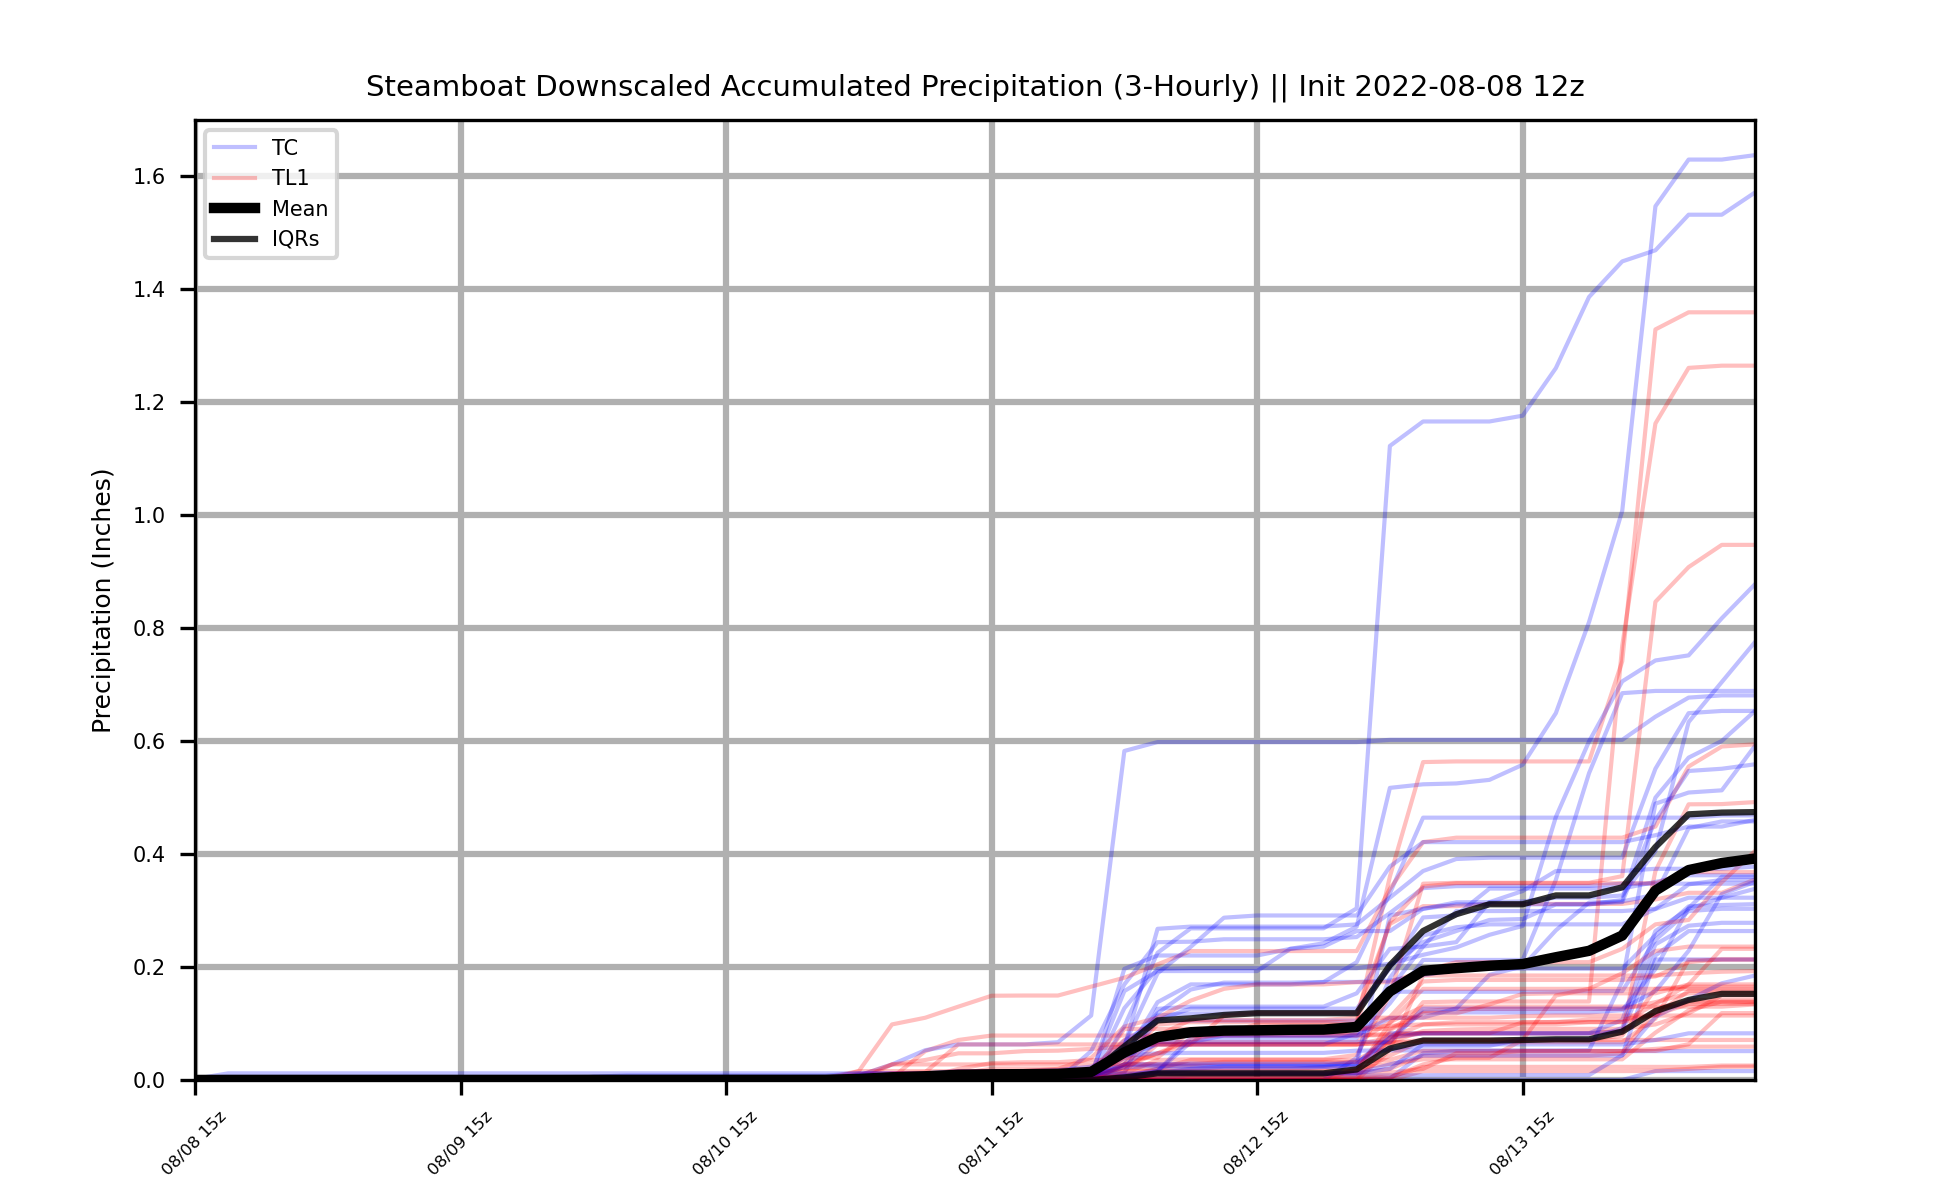 Steamboat Downscaled Accumulated Precipitation (3-Hourly) || Init 2022-08-08 12z
TC
TL1
Mean
IQRs
Precipitation (Inches)
1.6
1.4
1.2
1.0
0.8
0.6
0.4
0.2
0.0
08/08 15z
08/09 15z
08/10 15z
08/11 15z
08/12 15z
08/13 15z